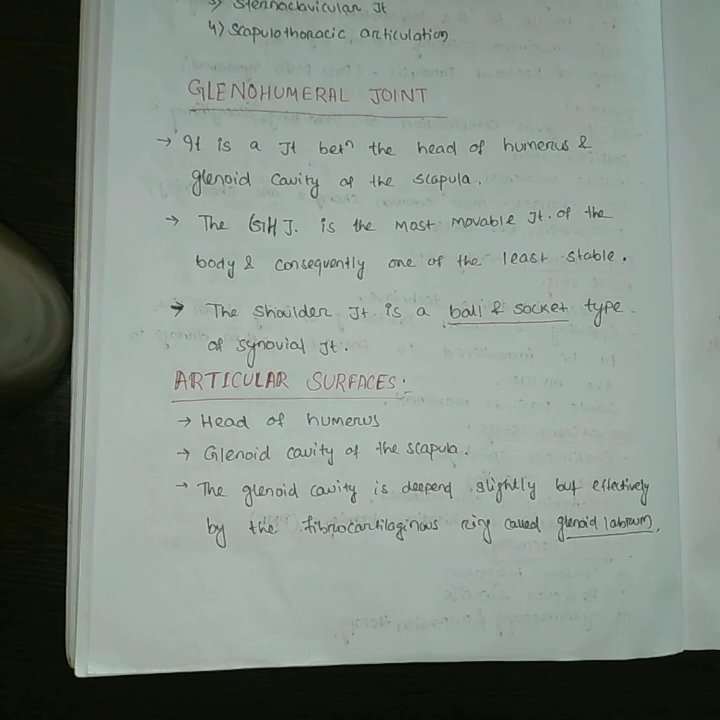 3) Sternoclavicular Jt
4) Scapulothoracic articulation
GLENOHUMERAL JOINT
→ It is a Jt betn the head of humerus &
glenoid cavity of the scapula.
→ The GH J. is the most movable Jt. of the
body & consequently one of the least stable.
→ The shoulder Jt is a ball & socket type
of synovial Jt.
ARTICULAR SURFACES:-
→ Head of humerus
→ Glenoid cavity of the scapula.
→ The glenoid cavity is deepend slightly but effectively
by the fibriocartilaginous ring called glenoid labrum.